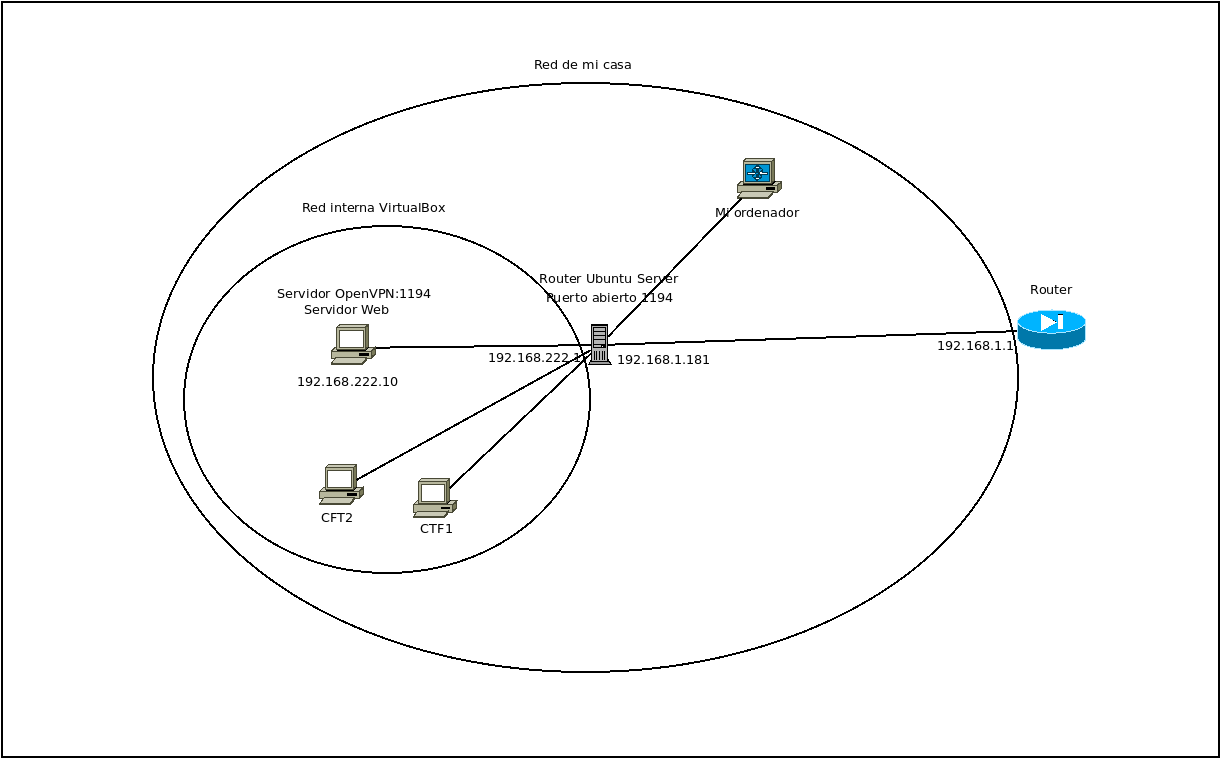 Red de mi casa
Mi ordenador
Red interna VirtualBox
Router Ubuntu Server
Puerto abierto 1194
Servidor OpenVPN:1194
Servidor Web
Router
192.168.1.1
192.168.222.1
192.168.1.181
192.168.222.10
CFT2
CTF1